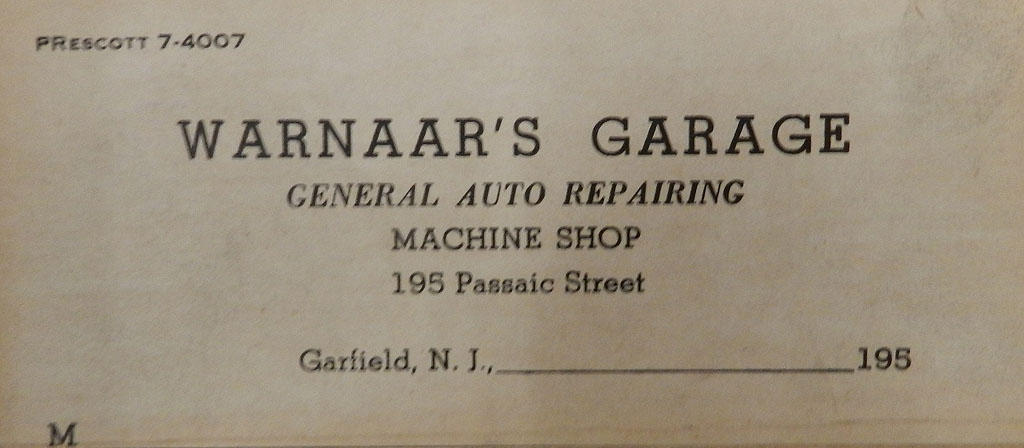 PRESCOTT 7-4007
WARNAAR'S GARAGE
GENERAL AUTO REPAIRING
MACHINE SHOP
195 Passaic Street
Garfield, N. J., 195
M